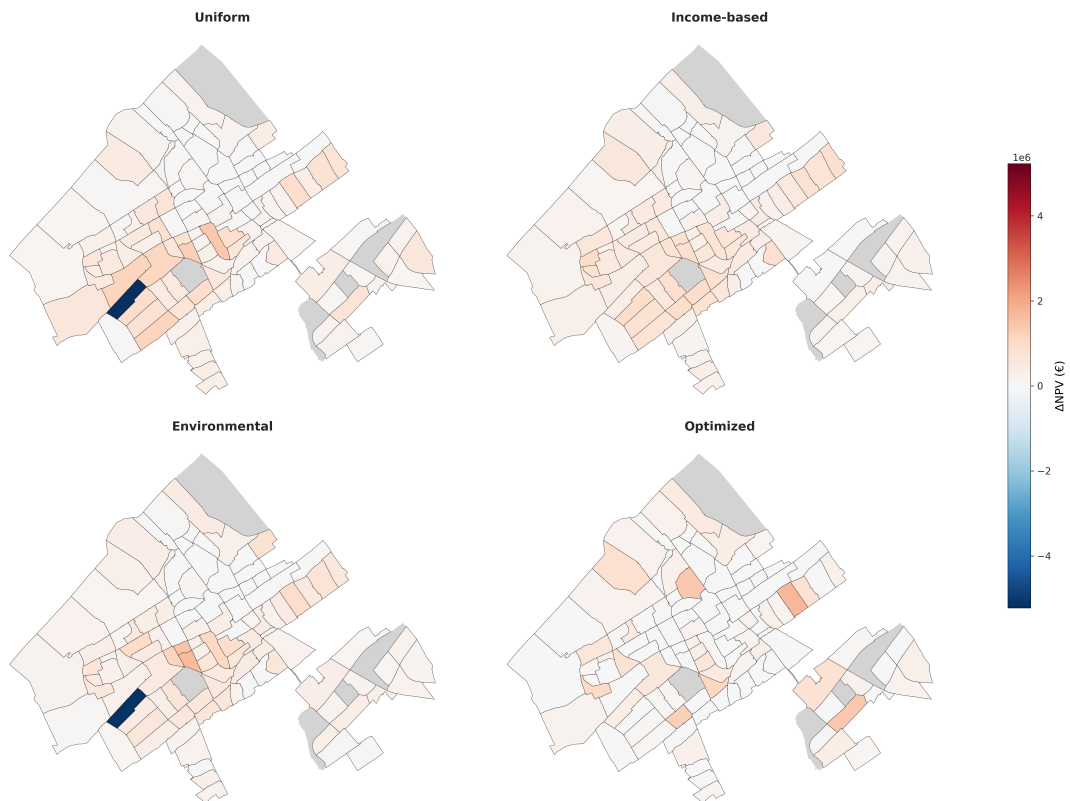 Uniform
Income-based
1e6
4
2
0
−2
−4
ΔNPV (€)
Environmental
Optimized